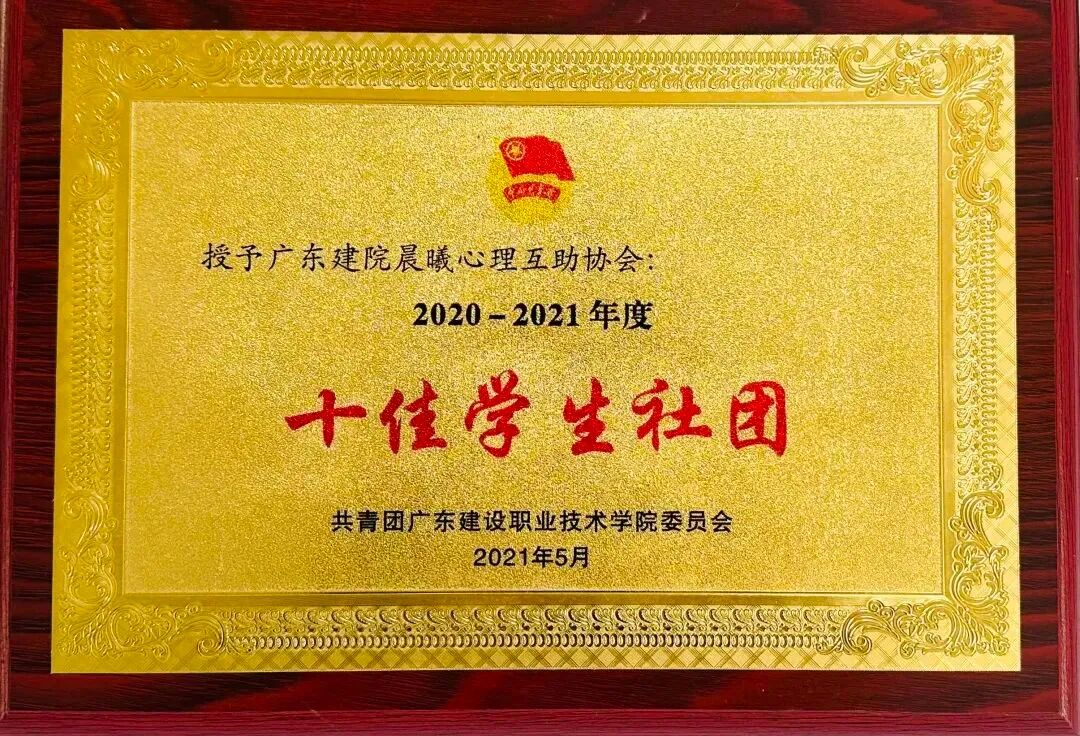 授予广东建院晨曦心理互助协会：
2020-2021年度
十佳学生社团
共青团广东建设职业技术学院委员会
2021年5月